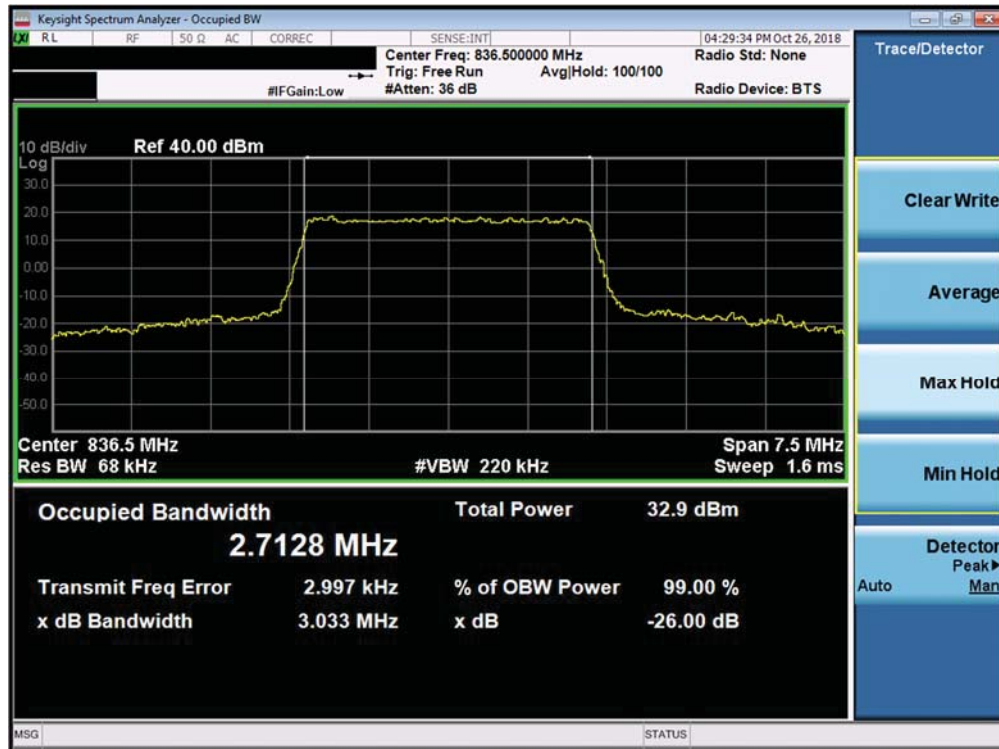 Keysight Spectrum Analyzer - Occupied BW
LXI RL RF 50 Ω AC CORREC SENSE:INT 04:29:34 PM Oct 26, 2018
Center Freq: 836.500000 MHz Radio Std: None
Trig: Free Run Avg|Hold: 100/100
#IFGain:Low #Atten: 36 dB Radio Device: BTS
10 dB/div Ref 40.00 dBm
Log
30.0
20.0
10.0
0.00
-10.0
-20.0
-30.0
-40.0
-50.0
Center 836.5 MHz Span 7.5 MHz
Res BW 68 kHz #VBW 220 kHz Sweep 1.6 ms
Occupied Bandwidth Total Power 32.9 dBm
2.7128 MHz
Transmit Freq Error 2.997 kHz % of OBW Power 99.00 %
x dB Bandwidth 3.033 MHz x dB -26.00 dB
MSG STATUS
Trace/Detector
Clear Write
Average
Max Hold
Min Hold
Detector
Peak
Auto Man